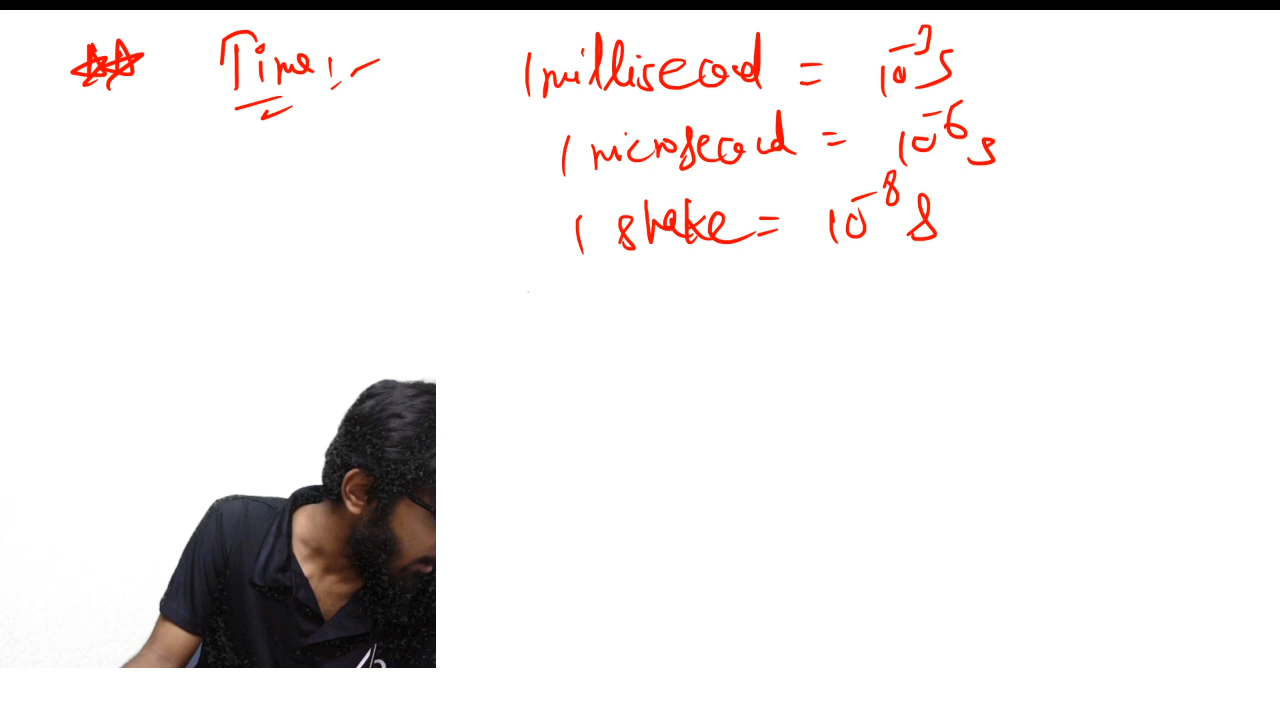 Time :-
1 millisecond = 10⁻³ s
1 microsecond = 10⁻⁶ s
1 shake = 10⁻⁸ s